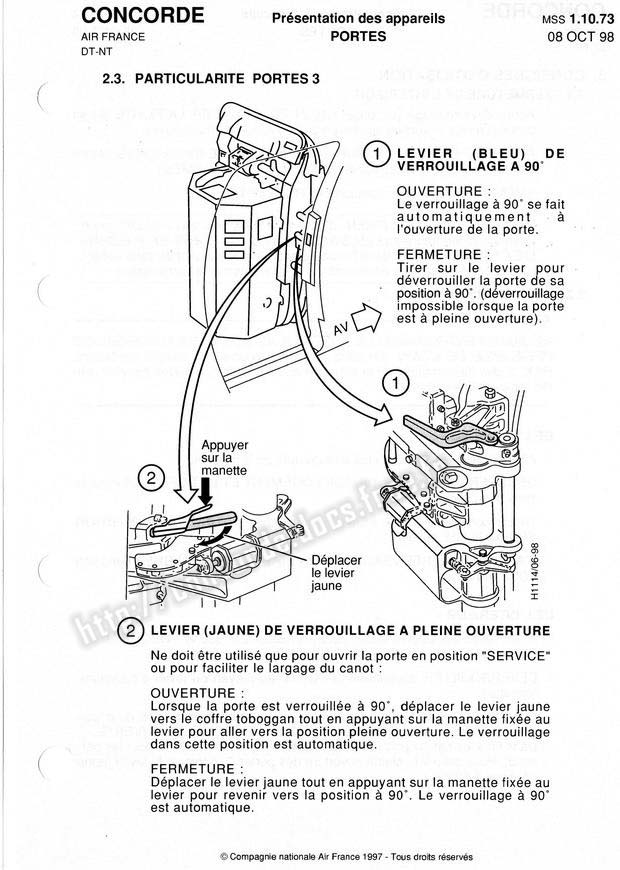 CONCORDE
AIR FRANCE
DT-NT
Présentation des appareils
PORTES
MSS 1.10.73
08 OCT 98
2.3. PARTICULARITE PORTES 3
1 LEVIER (BLEU) DE
VERROUILLAGE A 90°
OUVERTURE :
Le verrouillage à 90° se fait
automatiquement à
l'ouverture de la porte.
FERMETURE :
Tirer sur le levier pour
déverrouiller la porte de sa
position à 90°. (déverrouillage
impossible lorsque la porte
est à pleine ouverture).
AV
1
Appuyer
sur la
manette
2
Déplacer
le levier
jaune
H1114/06-98
2 LEVIER (JAUNE) DE VERROUILLAGE A PLEINE OUVERTURE
Ne doit être utilisé que pour ouvrir la porte en position "SERVICE"
ou pour faciliter le largage du canot :
OUVERTURE :
Lorsque la porte est verrouillée à 90°, déplacer le levier jaune
vers le coffre toboggan tout en appuyant sur la manette fixée au
levier pour aller vers la position pleine ouverture. Le verrouillage
dans cette position est automatique.
FERMETURE :
Déplacer le levier jaune tout en appuyant sur la manette fixée au
levier pour revenir vers la position à 90°. Le verrouillage à 90°
est automatique.
© Compagnie nationale Air France 1997 - Tous droits réservés